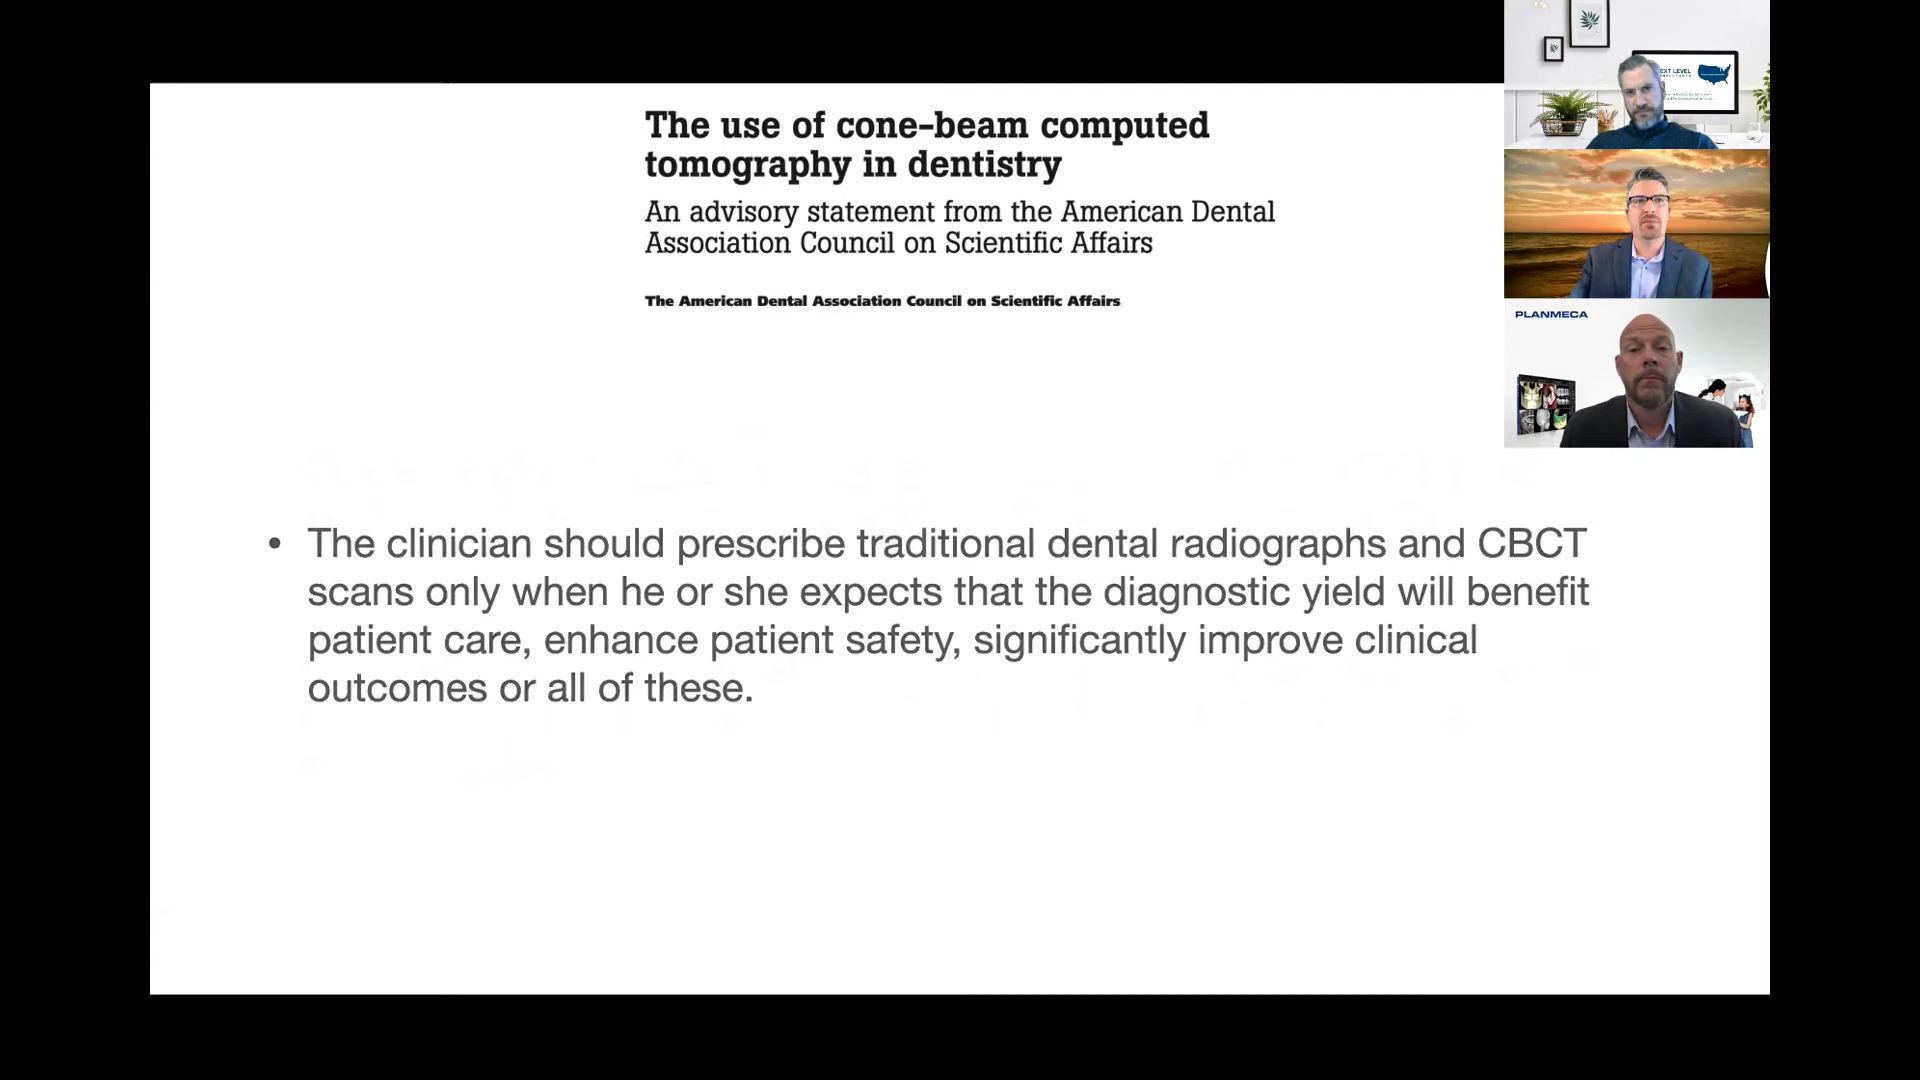 The use of cone-beam computed
tomography in dentistry
An advisory statement from the American Dental
Association Council on Scientific Affairs
The American Dental Association Council on Scientific Affairs
• The clinician should prescribe traditional dental radiographs and CBCT
scans only when he or she expects that the diagnostic yield will benefit
patient care, enhance patient safety, significantly improve clinical
outcomes or all of these.
EXT LEVEL
PLANMECA